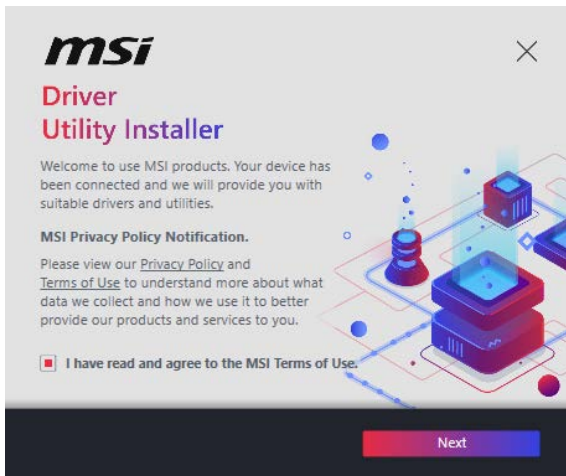 msi
Driver
Utility Installer
Welcome to use MSI products. Your device has
been connected and we will provide you with
suitable drivers and utilities.
MSI Privacy Policy Notification.
Please view our Privacy Policy and
Terms of Use to understand more about what
data we collect and how we use it to better
provide our products and services to you.
I have read and agree to the MSI Terms of Use.
Next